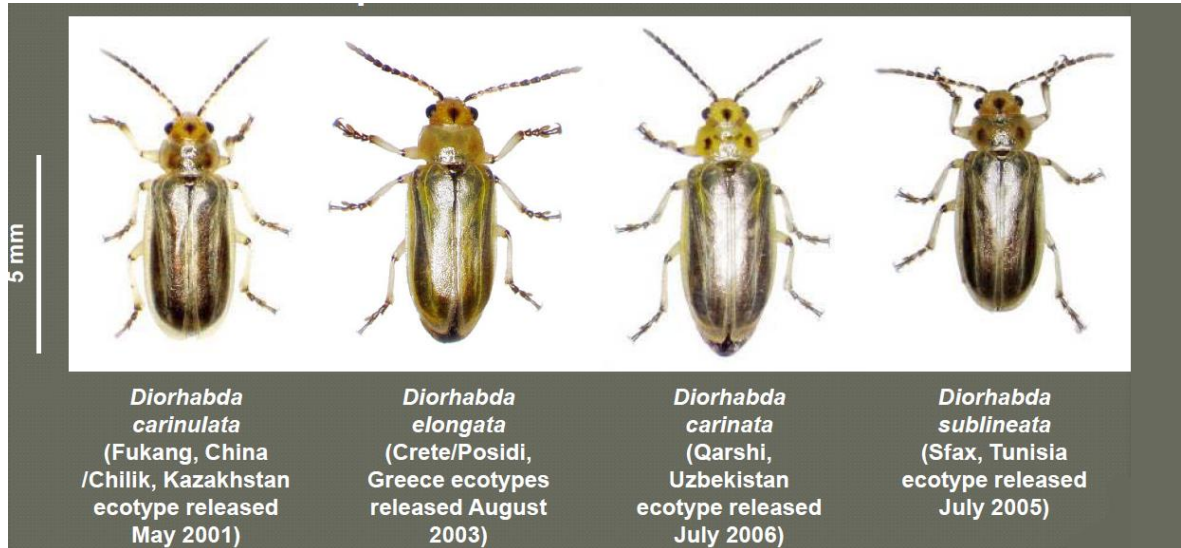 5 mm
Diorhabda
carinulata
(Fukang, China
/Chilik, Kazakhstan
ecotype released
May 2001)
Diorhabda
elongata
(Crete/Posidi,
Greece ecotypes
released August
2003)
Diorhabda
carinata
(Qarshi,
Uzbekistan
ecotype released
July 2006)
Diorhabda
sublineata
(Sfax, Tunisia
ecotype released
July 2005)